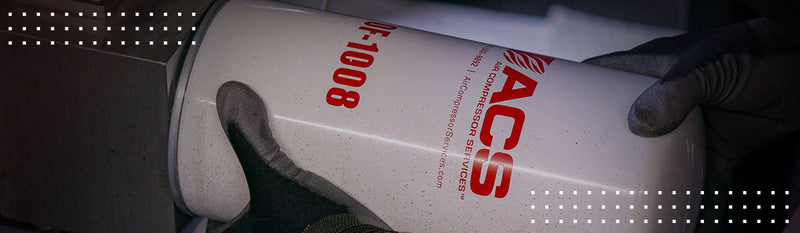 OF-1008
ACS
AIR COMPRESSOR SERVICES™
AirCompressorServices.com